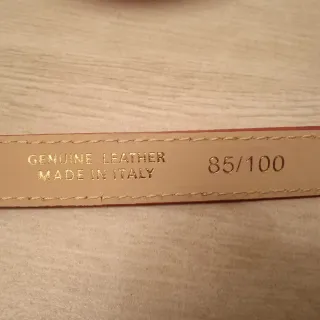 GENUINE LEATHER 85/100
MADE IN ITALY